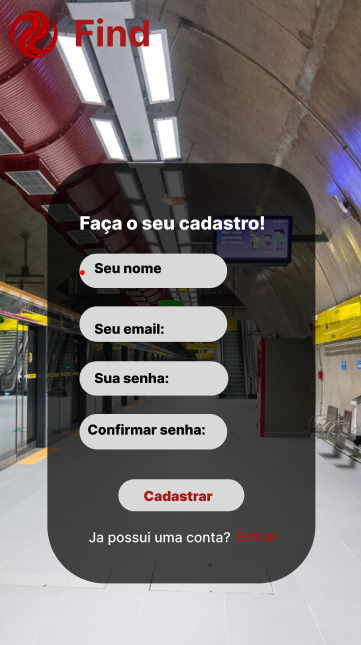 Find
Faça o seu cadastro!
Seu nome
Seu email:
Sua senha:
Confirmar senha:
Cadastrar
Ja possui uma conta? Entrar